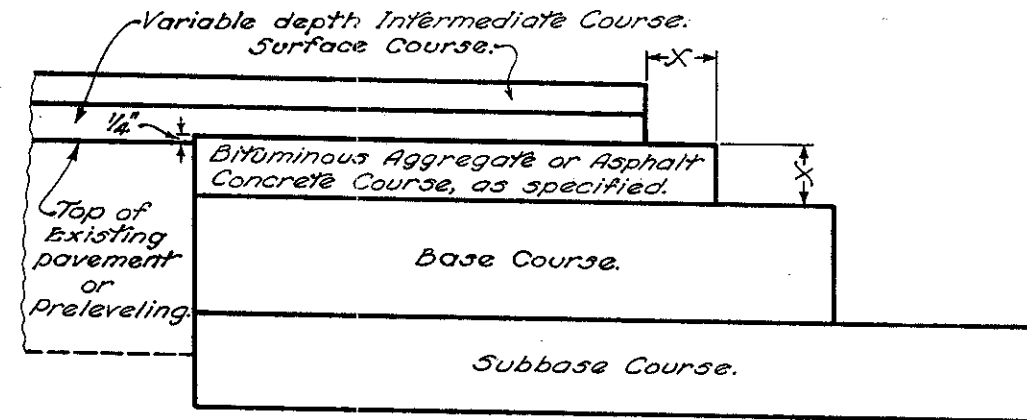 Variable depth Intermediate Course.
Surface Course.
X
1/4"
Bituminous Aggregate or Asphalt
Concrete Course, as specified.
X
Top of
Existing
pavement
or
Preleveling.
Base Course.
Subbase Course.